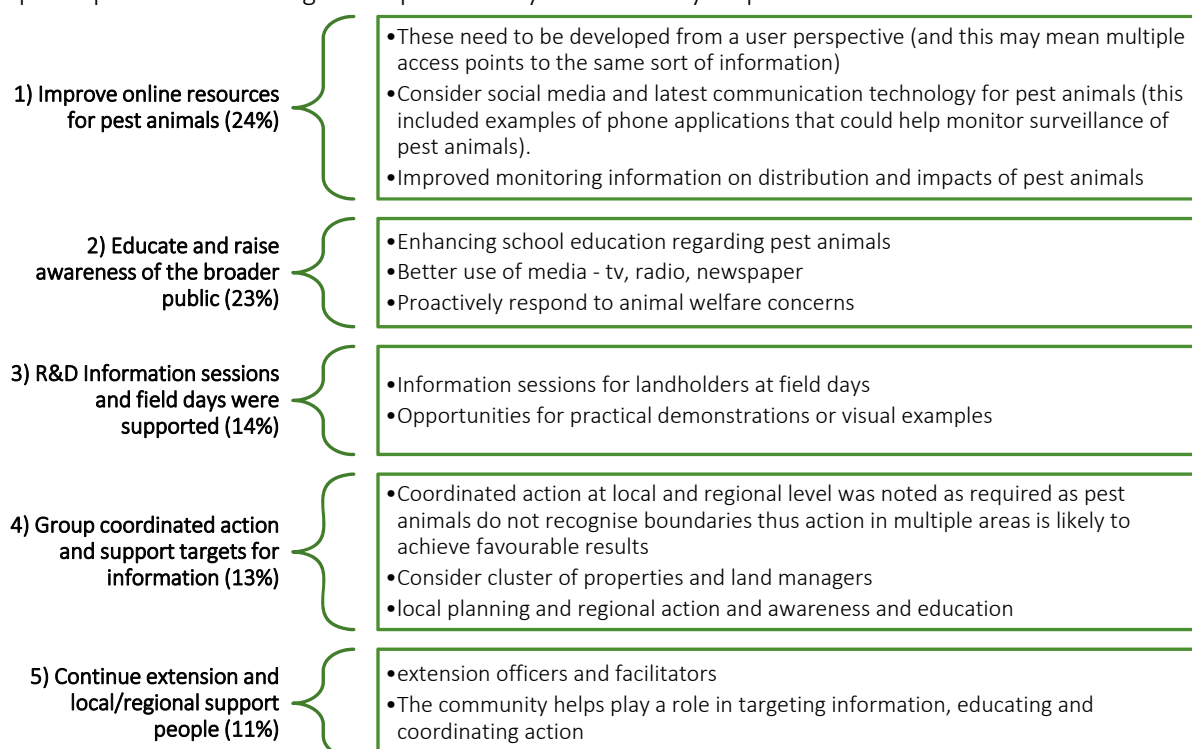 1) Improve online resources
for pest animals (24%)
•These need to be developed from a user perspective (and this may mean multiple
access points to the same sort of information)
•Consider social media and latest communication technology for pest animals (this
included examples of phone applications that could help monitor surveillance of
pest animals).
•Improved monitoring information on distribution and impacts of pest animals
2) Educate and raise
awareness of the broader
public (23%)
•Enhancing school education regarding pest animals
•Better use of media - tv, radio, newspaper
•Proactively respond to animal welfare concerns
3) R&D Information sessions
and field days were
supported (14%)
•Information sessions for landholders at field days
•Opportunities for practical demonstrations or visual examples
4) Group coordinated action
and support targets for
information (13%)
•Coordinated action at local and regional level was noted as required as pest
animals do not recognise boundaries thus action in multiple areas is likely to
achieve favourable results
•Consider cluster of properties and land managers
•local planning and regional action and awareness and education
5) Continue extension and
local/regional support
people (11%)
•extension officers and facilitators
•The community helps play a role in targeting information, educating and
coordinating action